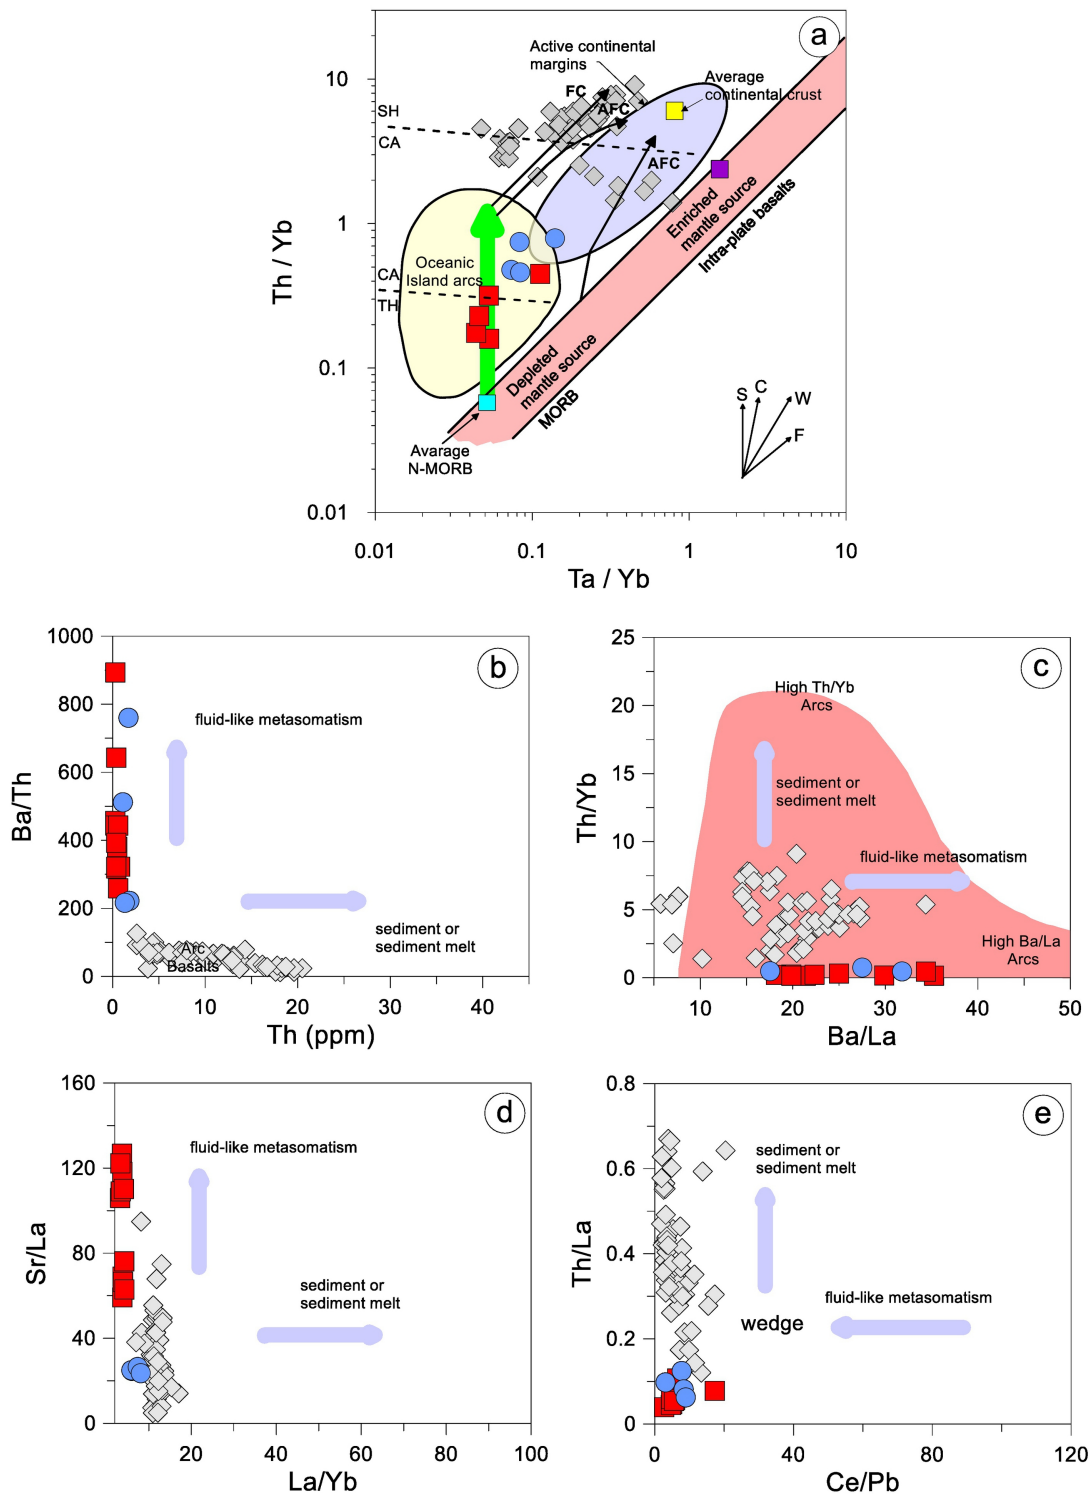 a
Active continental
margins
Average
continental crust
FC
AFC
SH
CA
AFC
Enriched
mantle source
Intra-plate basalts
Oceanic
Island arcs
CA
TH
Depleted
mantle source
MORB
Avarage
N-MORB
S
C
W
F
10
1
0.1
0.01
Th / Yb
0.01
0.1
1
10
Ta / Yb
b
1000
800
600
400
200
0
Ba/Th
fluid-like metasomatism
sediment or
sediment melt
Arc
Basalts
0
10
20
30
40
Th (ppm)
c
25
20
15
10
5
0
Th/Yb
High Th/Yb
Arcs
sediment or
sediment melt
fluid-like metasomatism
High Ba/La
Arcs
10
20
30
40
50
Ba/La
d
160
120
80
40
0
Sr/La
fluid-like metasomatism
sediment or
sediment melt
20
40
60
80
100
La/Yb
e
0.8
0.6
0.4
0.2
0
Th/La
sediment or
sediment melt
fluid-like metasomatism
wedge
0
40
80
120
Ce/Pb